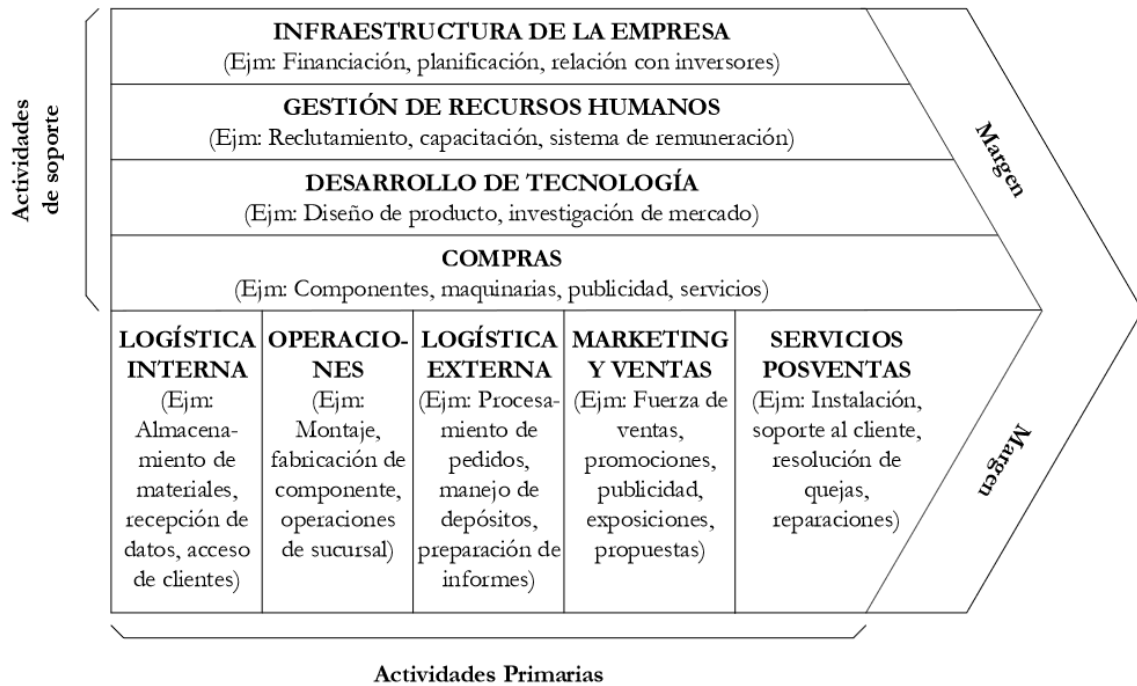 INFRAESTRUCTURA DE LA EMPRESA
(Ejm: Financiación, planificación, relación con inversores)
GESTIÓN DE RECURSOS HUMANOS
(Ejm: Reclutamiento, capacitación, sistema de remuneración)
DESARROLLO DE TECNOLOGÍA
(Ejm: Diseño de producto, investigación de mercado)
COMPRAS
(Ejm: Componentes, maquinarias, publicidad, servicios)
Actividades
de soporte
Margen
LOGÍSTICA
INTERNA
(Ejm:
Almacena-
miento de
materiales,
recepción de
datos, acceso
de clientes)
OPERACIO-
NES
(Ejm:
Montaje,
fabricación de
componente,
operaciones
de sucursal)
LOGÍSTICA
EXTERNA
(Ejm: Procesa-
miento de
pedidos,
manejo de
depósitos,
preparación de
informes)
MARKETING
Y VENTAS
(Ejm: Fuerza de
ventas,
promociones,
publicidad,
exposiciones,
propuestas)
SERVICIOS
POSVENTAS
(Ejm: Instalación,
soporte al cliente,
resolución de
quejas,
reparaciones)
Margen
Actividades Primarias